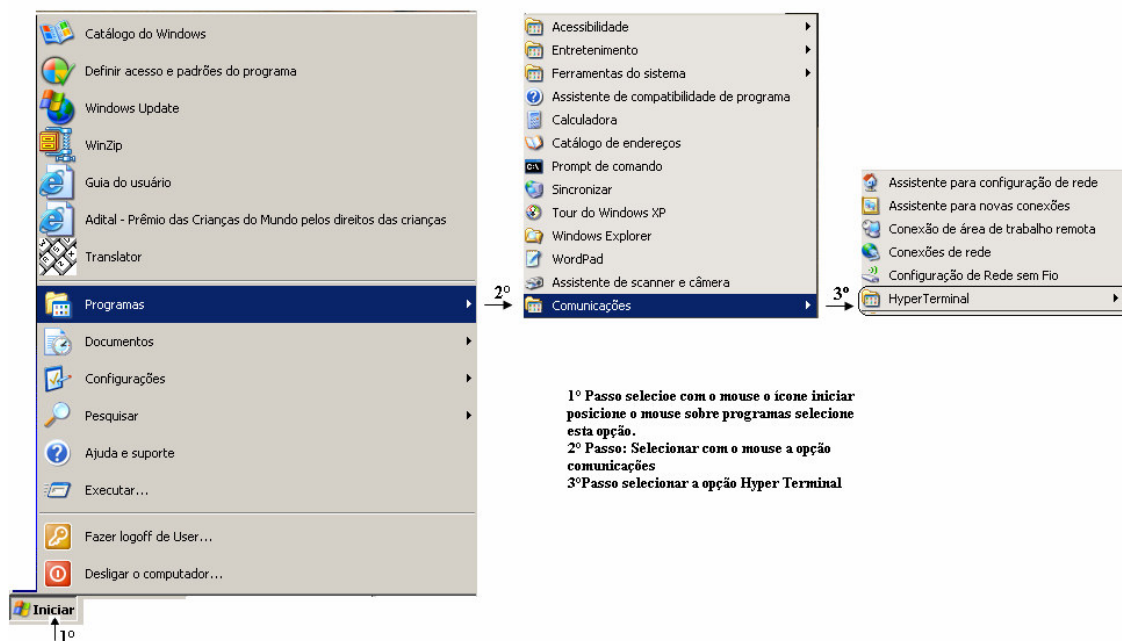 Catálogo do Windows
Definir acesso e padrões do programa
Windows Update
WinZip
Guia do usuário
Adital - Prêmio das Crianças do Mundo pelos direitos das crianças
Translator
Programas
Documentos
Configurações
Pesquisar
Ajuda e suporte
Executar...
Fazer logoff de User...
Desligar o computador...
Iniciar
1º
2º
Acessibilidade
Entretenimento
Ferramentas do sistema
Assistente de compatibilidade de programa
Calculadora
Catálogo de endereços
Prompt de comando
Sincronizar
Tour do Windows XP
Windows Explorer
WordPad
Assistente de scanner e câmera
Comunicações
3º
Assistente para configuração de rede
Assistente para novas conexões
Conexão de área de trabalho remota
Conexões de rede
Configuração de Rede sem Fio
HyperTerminal
1º Passo selecioe com o mouse o ícone iniciar
posicione o mouse sobre programas selecione
esta opção.
2º Passo: Selecionar com o mouse a opção
comunicações
3ºPasso selecionar a opção Hyper Terminal